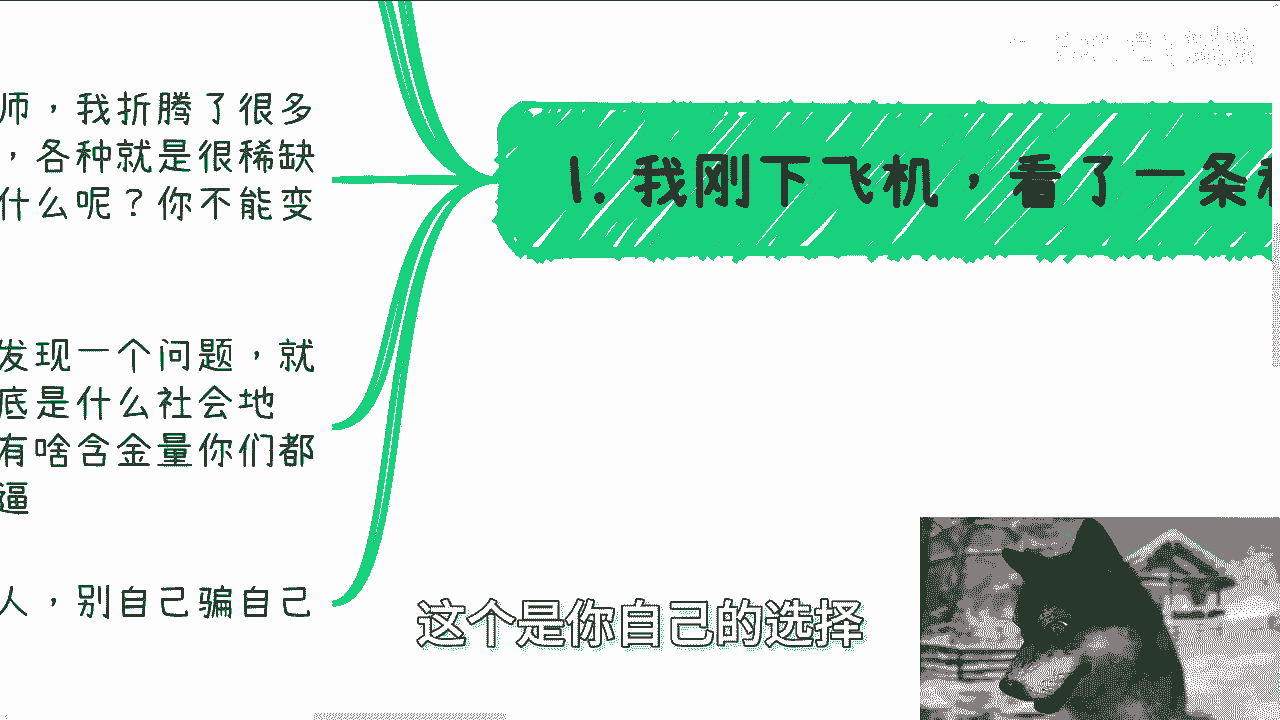 师，我折腾了很多
，各种就是很稀缺
什么呢？你不能变
发现一个问题，就
底是什么社会地
有啥含金量你们都
逼
人，别自己骗自己
1. 我刚下飞机，看了一条
这个是你自己的选择